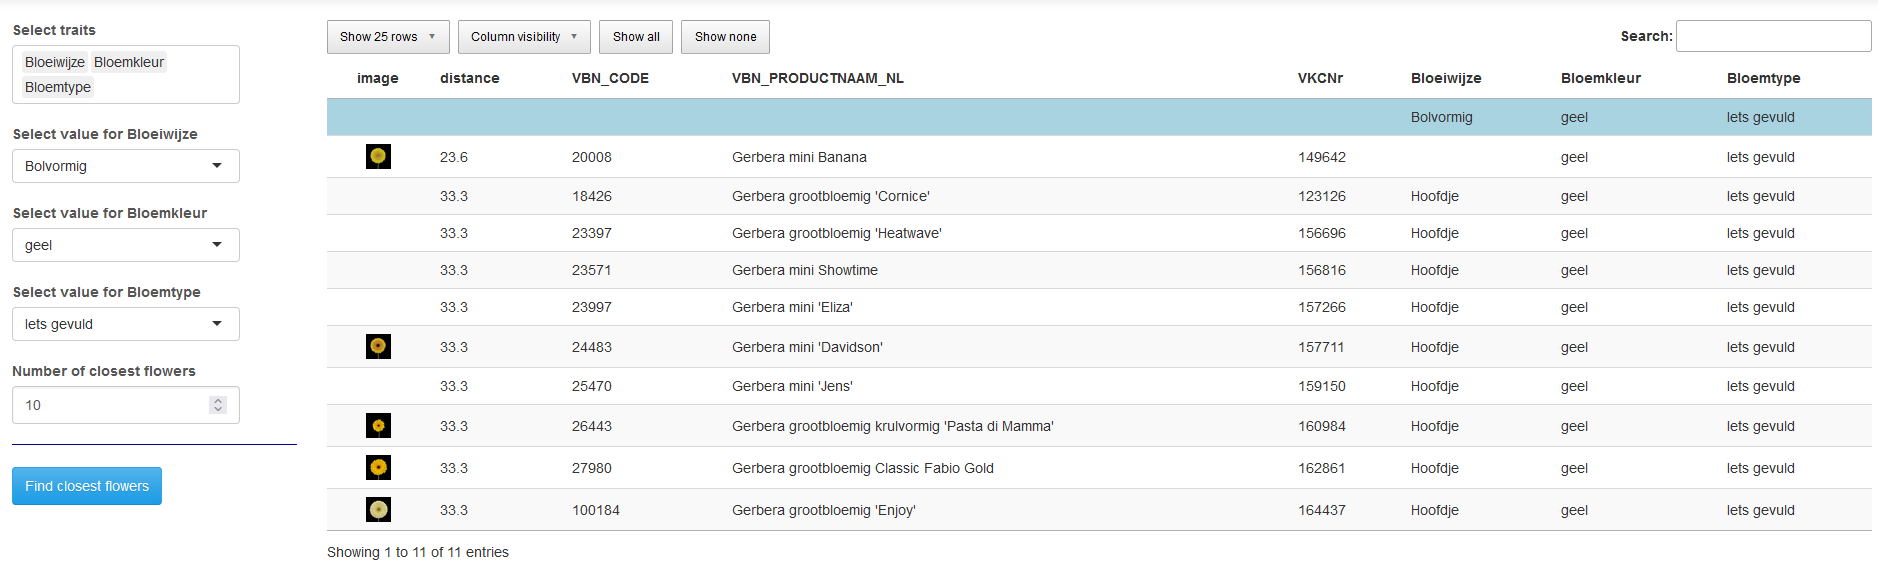 Select traits
Bloeiwijze Bloemkleur
Bloemtype
Select value for Bloeiwijze
Bolvormig
Select value for Bloemkleur
geel
Select value for Bloemtype
Iets gevuld
Number of closest flowers
10
Find closest flowers
Show 25 rows Column visibility Show all Show none Search:
image distance VBN_CODE VBN_PRODUCTNAAM_NL VKCNr Bloeiwijze Bloemkleur Bloemtype
Bolvormig geel Iets gevuld
23.6 20008 Gerbera mini Banana 149642 geel Iets gevuld
33.3 18426 Gerbera grootbloemig 'Cornice' 123126 Hoofdje geel Iets gevuld
33.3 23397 Gerbera grootbloemig 'Heatwave' 156696 Hoofdje geel Iets gevuld
33.3 23571 Gerbera mini Showtime 156816 Hoofdje geel Iets gevuld
33.3 23997 Gerbera mini 'Eliza' 157266 Hoofdje geel Iets gevuld
33.3 24483 Gerbera mini 'Davidson' 157711 Hoofdje geel Iets gevuld
33.3 25470 Gerbera mini 'Jens' 159150 Hoofdje geel Iets gevuld
33.3 26443 Gerbera grootbloemig krulvormig 'Pasta di Mamma' 160984 Hoofdje geel Iets gevuld
33.3 27980 Gerbera grootbloemig Classic Fabio Gold 162861 Hoofdje geel Iets gevuld
33.3 100184 Gerbera grootbloemig 'Enjoy' 164437 Hoofdje geel Iets gevuld
Showing 1 to 11 of 11 entries